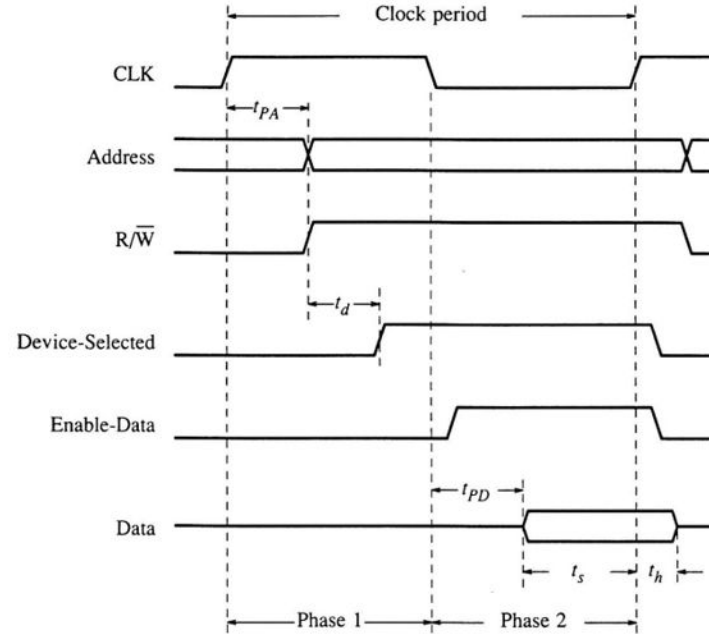 Clock period
CLK
t_PA
Address
R/W̅
t_d
Device-Selected
Enable-Data
t_PD
Data
t_s
t_h
Phase 1
Phase 2